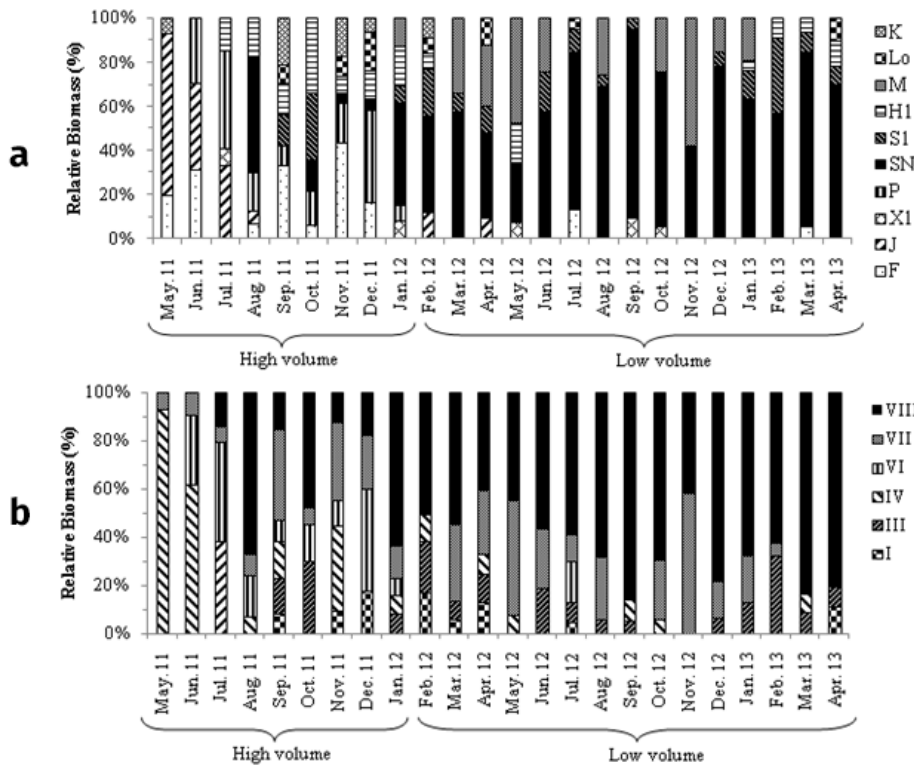 a
Relative Biomass (%)
100%
80%
60%
40%
20%
0%
May. 11
Jun. 11
Jul. 11
Aug. 11
Sep. 11
Oct. 11
Nov. 11
Dec. 11
Jan. 12
Feb. 12
Mar. 12
Apr. 12
May. 12
Jun. 12
Jul. 12
Aug. 12
Sep. 12
Oct. 12
Nov. 12
Dec. 12
Jan. 13
Feb. 13
Mar. 13
Apr. 13
High volume
Low volume
K
Lo
M
H1
S1
SN
P
X1
J
F
b
Relative Biomass (%)
100%
80%
60%
40%
20%
0%
May. 11
Jun. 11
Jul. 11
Aug. 11
Sep. 11
Oct. 11
Nov. 11
Dec. 11
Jan. 12
Feb. 12
Mar. 12
Apr. 12
May. 12
Jun. 12
Jul. 12
Aug. 12
Sep. 12
Oct. 12
Nov. 12
Dec. 12
Jan. 13
Feb. 13
Mar. 13
Apr. 13
High volume
Low volume
VIII
VII
VI
IV
III
I